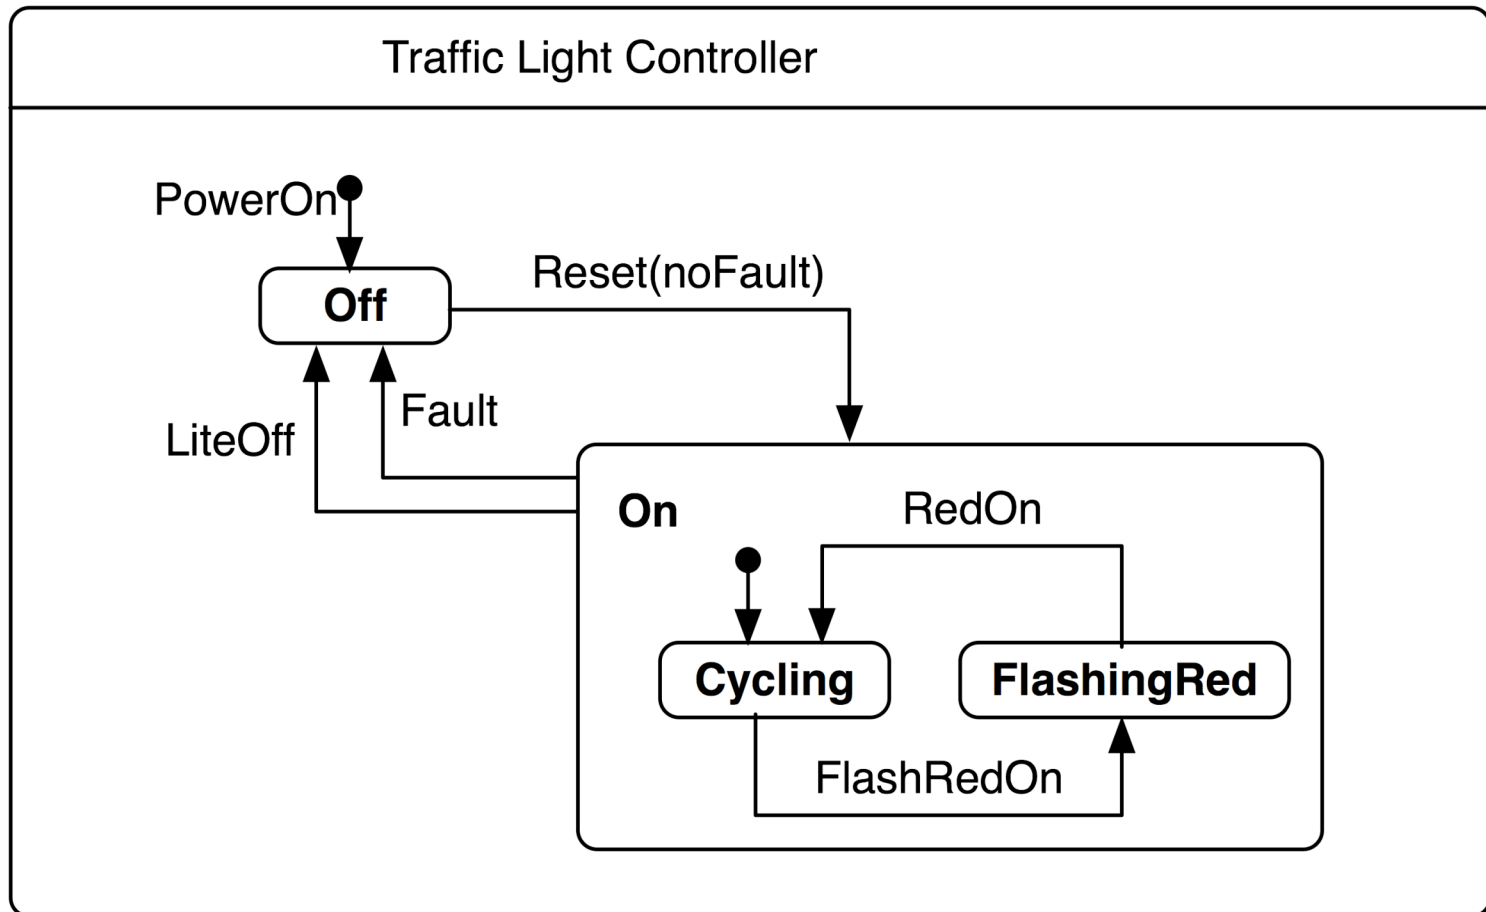 Traffic Light Controller
PowerOn
Off
Reset(noFault)
Fault
LiteOff
On
RedOn
Cycling
FlashingRed
FlashRedOn